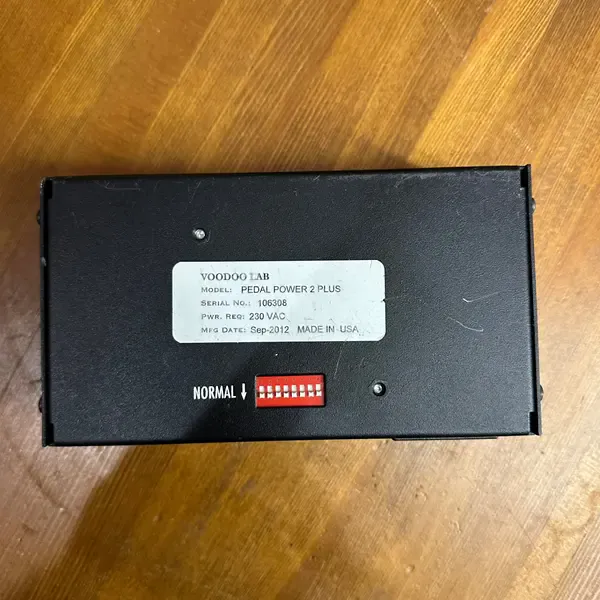 VOODOO LAB
MODEL: PEDAL POWER 2 PLUS
SERIAL NO.: 106308
PWR. REQ: 230 VAC
MFG DATE: Sep-2012 MADE IN USA
NORMAL ↓